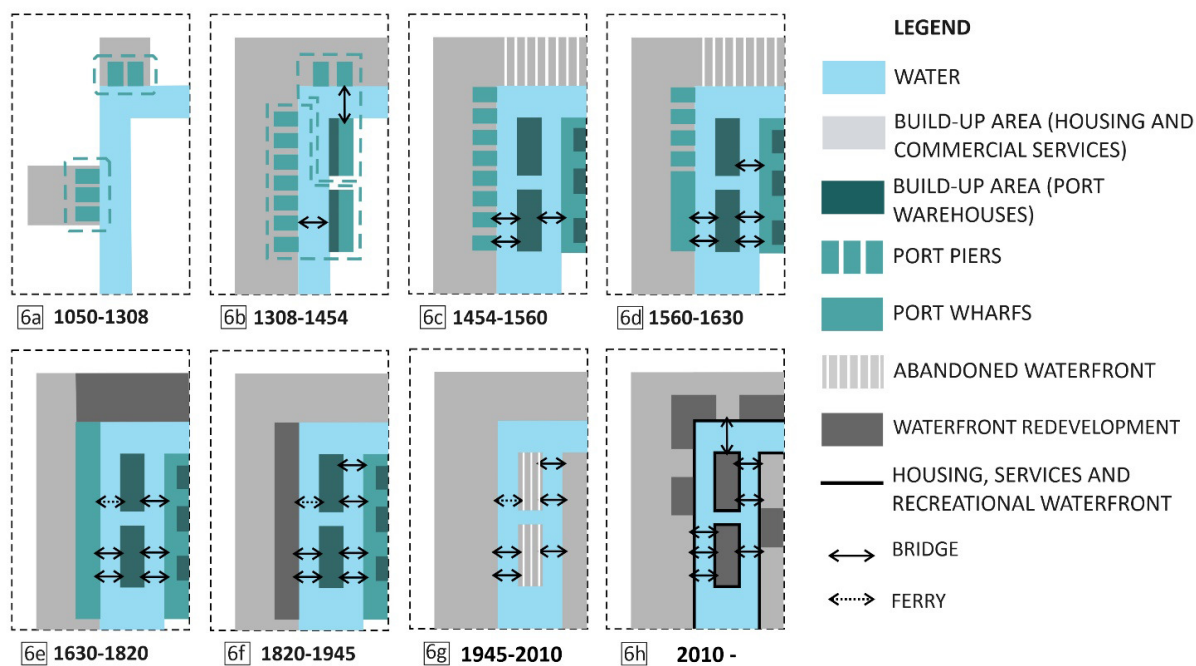 6a 1050-1308
6b 1308-1454
6c 1454-1560
6d 1560-1630
6e 1630-1820
6f 1820-1945
6g 1945-2010
6h 2010 -
LEGEND
WATER
BUILD-UP AREA (HOUSING AND
COMMERCIAL SERVICES)
BUILD-UP AREA (PORT
WAREHOUSES)
PORT PIERS
PORT WHARFS
ABANDONED WATERFRONT
WATERFRONT REDEVELOPMENT
HOUSING, SERVICES AND
RECREATIONAL WATERFRONT
BRIDGE
FERRY